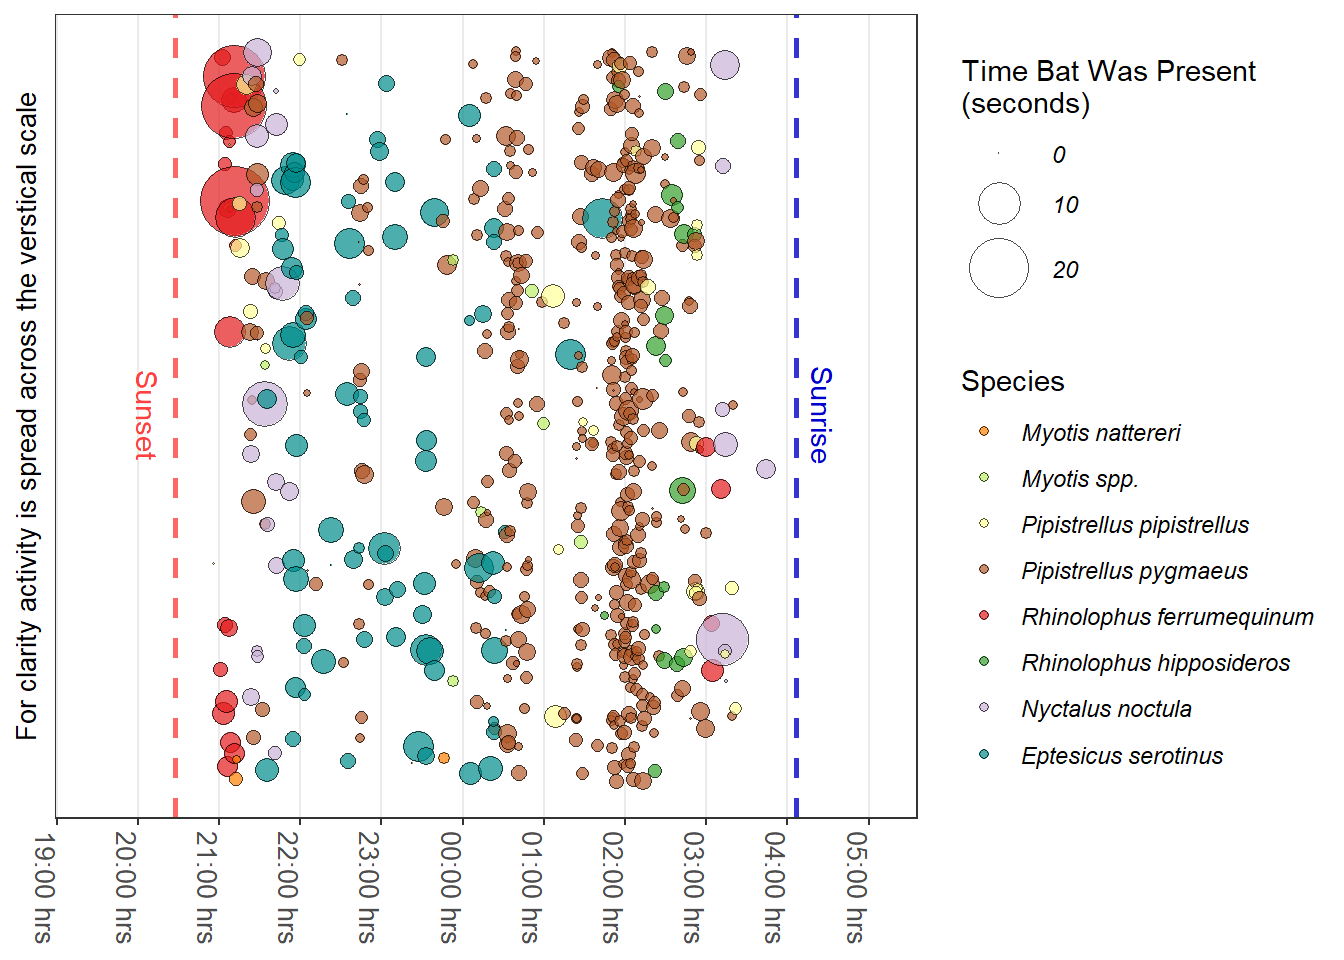 For clarity activity is spread across the verstical scale
Sunset
Sunrise
19:00 hrs
20:00 hrs
21:00 hrs
22:00 hrs
23:00 hrs
00:00 hrs
01:00 hrs
02:00 hrs
03:00 hrs
04:00 hrs
05:00 hrs
Time Bat Was Present
(seconds)
0
10
20
Species
Myotis nattereri
Myotis spp.
Pipistrellus pipistrellus
Pipistrellus pygmaeus
Rhinolophus ferrumequinum
Rhinolophus hipposideros
Nyctalus noctula
Eptesicus serotinus